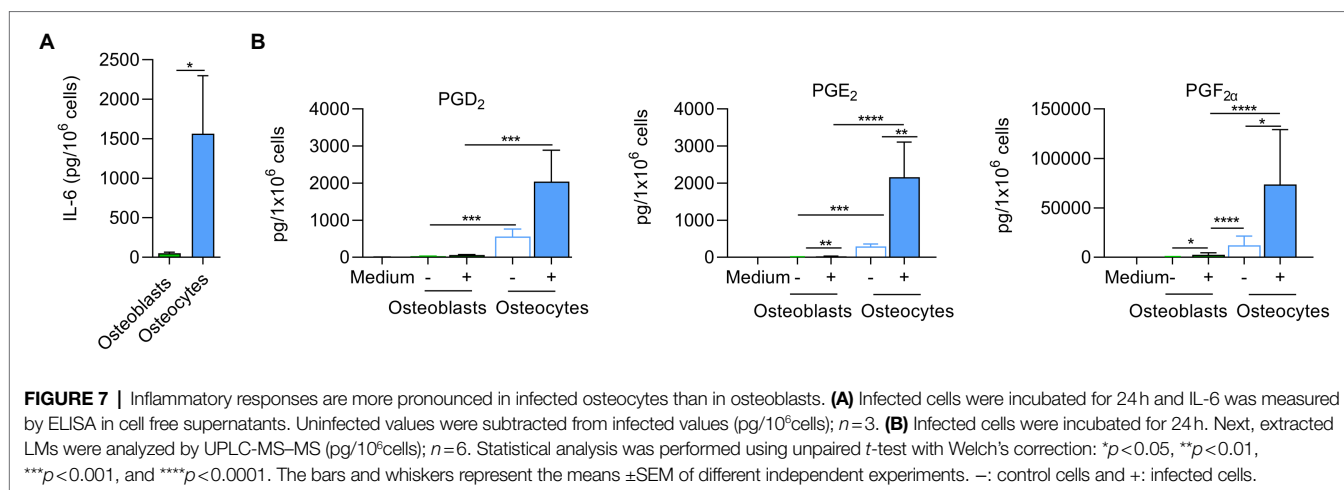 A
B
IL-6 (pg/10⁶ cells)
2500
2000
1500
1000
500
0
*
Osteoblasts
Osteocytes
PGD₂
pg/1x10⁶ cells
4000
3000
2000
1000
0
***
***
Medium - + - +
Osteoblasts Osteocytes
PGE₂
pg/1x10⁶ cells
4000
3000
2000
1000
0
****
**
***
**
Medium - + - +
Osteoblasts Osteocytes
PGF₂α
pg/1x10⁶ cells
150000
100000
50000
0
****
*
****
*
Medium - + - +
Osteoblasts Osteocytes
FIGURE 7 | Inflammatory responses are more pronounced in infected osteocytes than in osteoblasts. (A) Infected cells were incubated for 24 h and IL-6 was measured
by ELISA in cell free supernatants. Uninfected values were subtracted from infected values (pg/10⁶cells); n=3. (B) Infected cells were incubated for 24 h. Next, extracted
LMs were analyzed by UPLC-MS–MS (pg/10⁶cells); n=6. Statistical analysis was performed using unpaired t-test with Welch's correction: *p<0.05, **p<0.01,
***p<0.001, and ****p<0.0001. The bars and whiskers represent the means ±SEM of different independent experiments. −: control cells and +: infected cells.